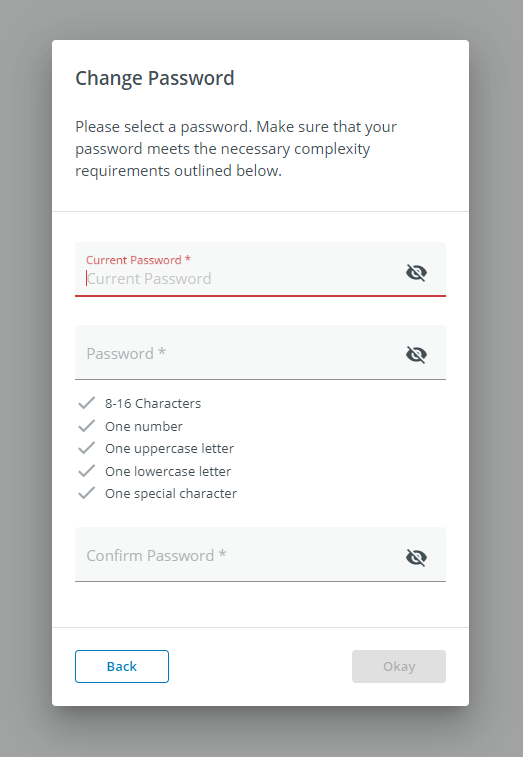 Change Password
Please select a password. Make sure that your
password meets the necessary complexity
requirements outlined below.
Current Password *
Current Password
Password *
8-16 Characters
One number
One uppercase letter
One lowercase letter
One special character
Confirm Password *
Back
Okay